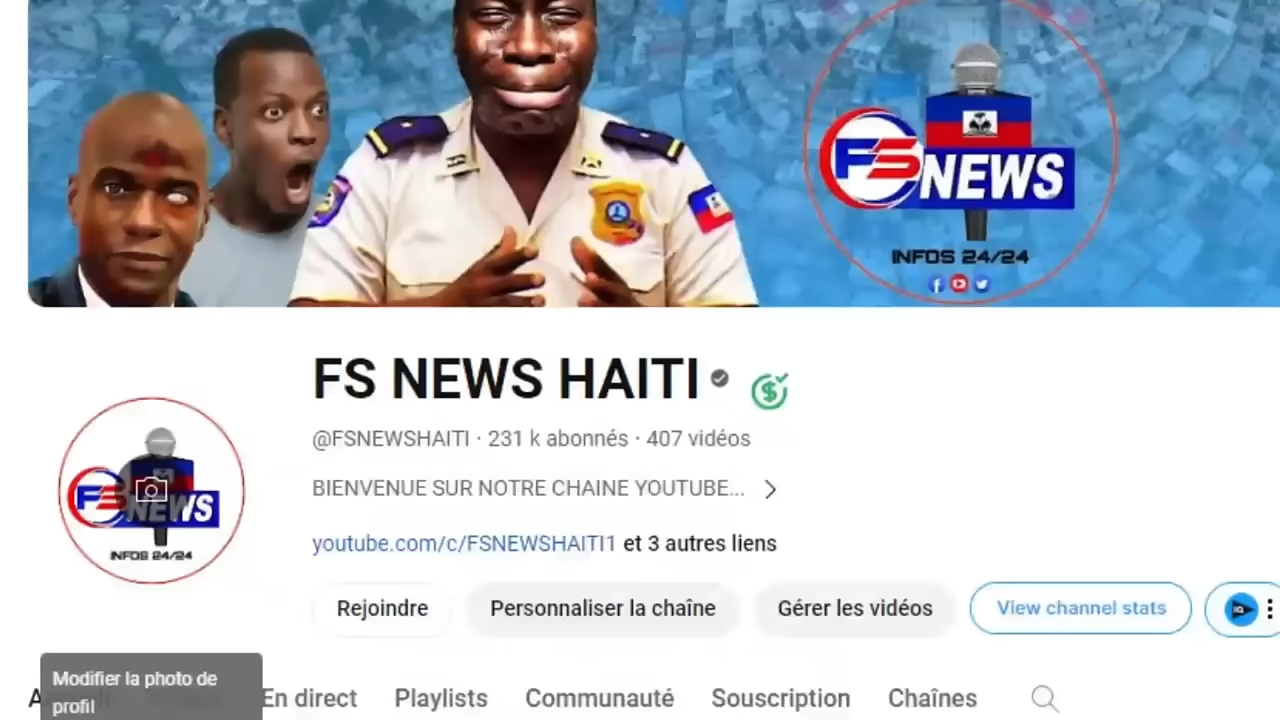 FS NEWS
INFOS 24/24
FS NEWS HAITI
@FSNEWSHAITI · 231 k abonnés · 407 vidéos
BIENVENUE SUR NOTRE CHAINE YOUTUBE...
youtube.com/c/FSNEWSHAITI1 et 3 autres liens
FS NEWS
INFOS 24/24
Rejoindre
Personnaliser la chaîne
Gérer les vidéos
View channel stats
Modifier la photo de
profil
En direct
Playlists
Communauté
Souscription
Chaînes